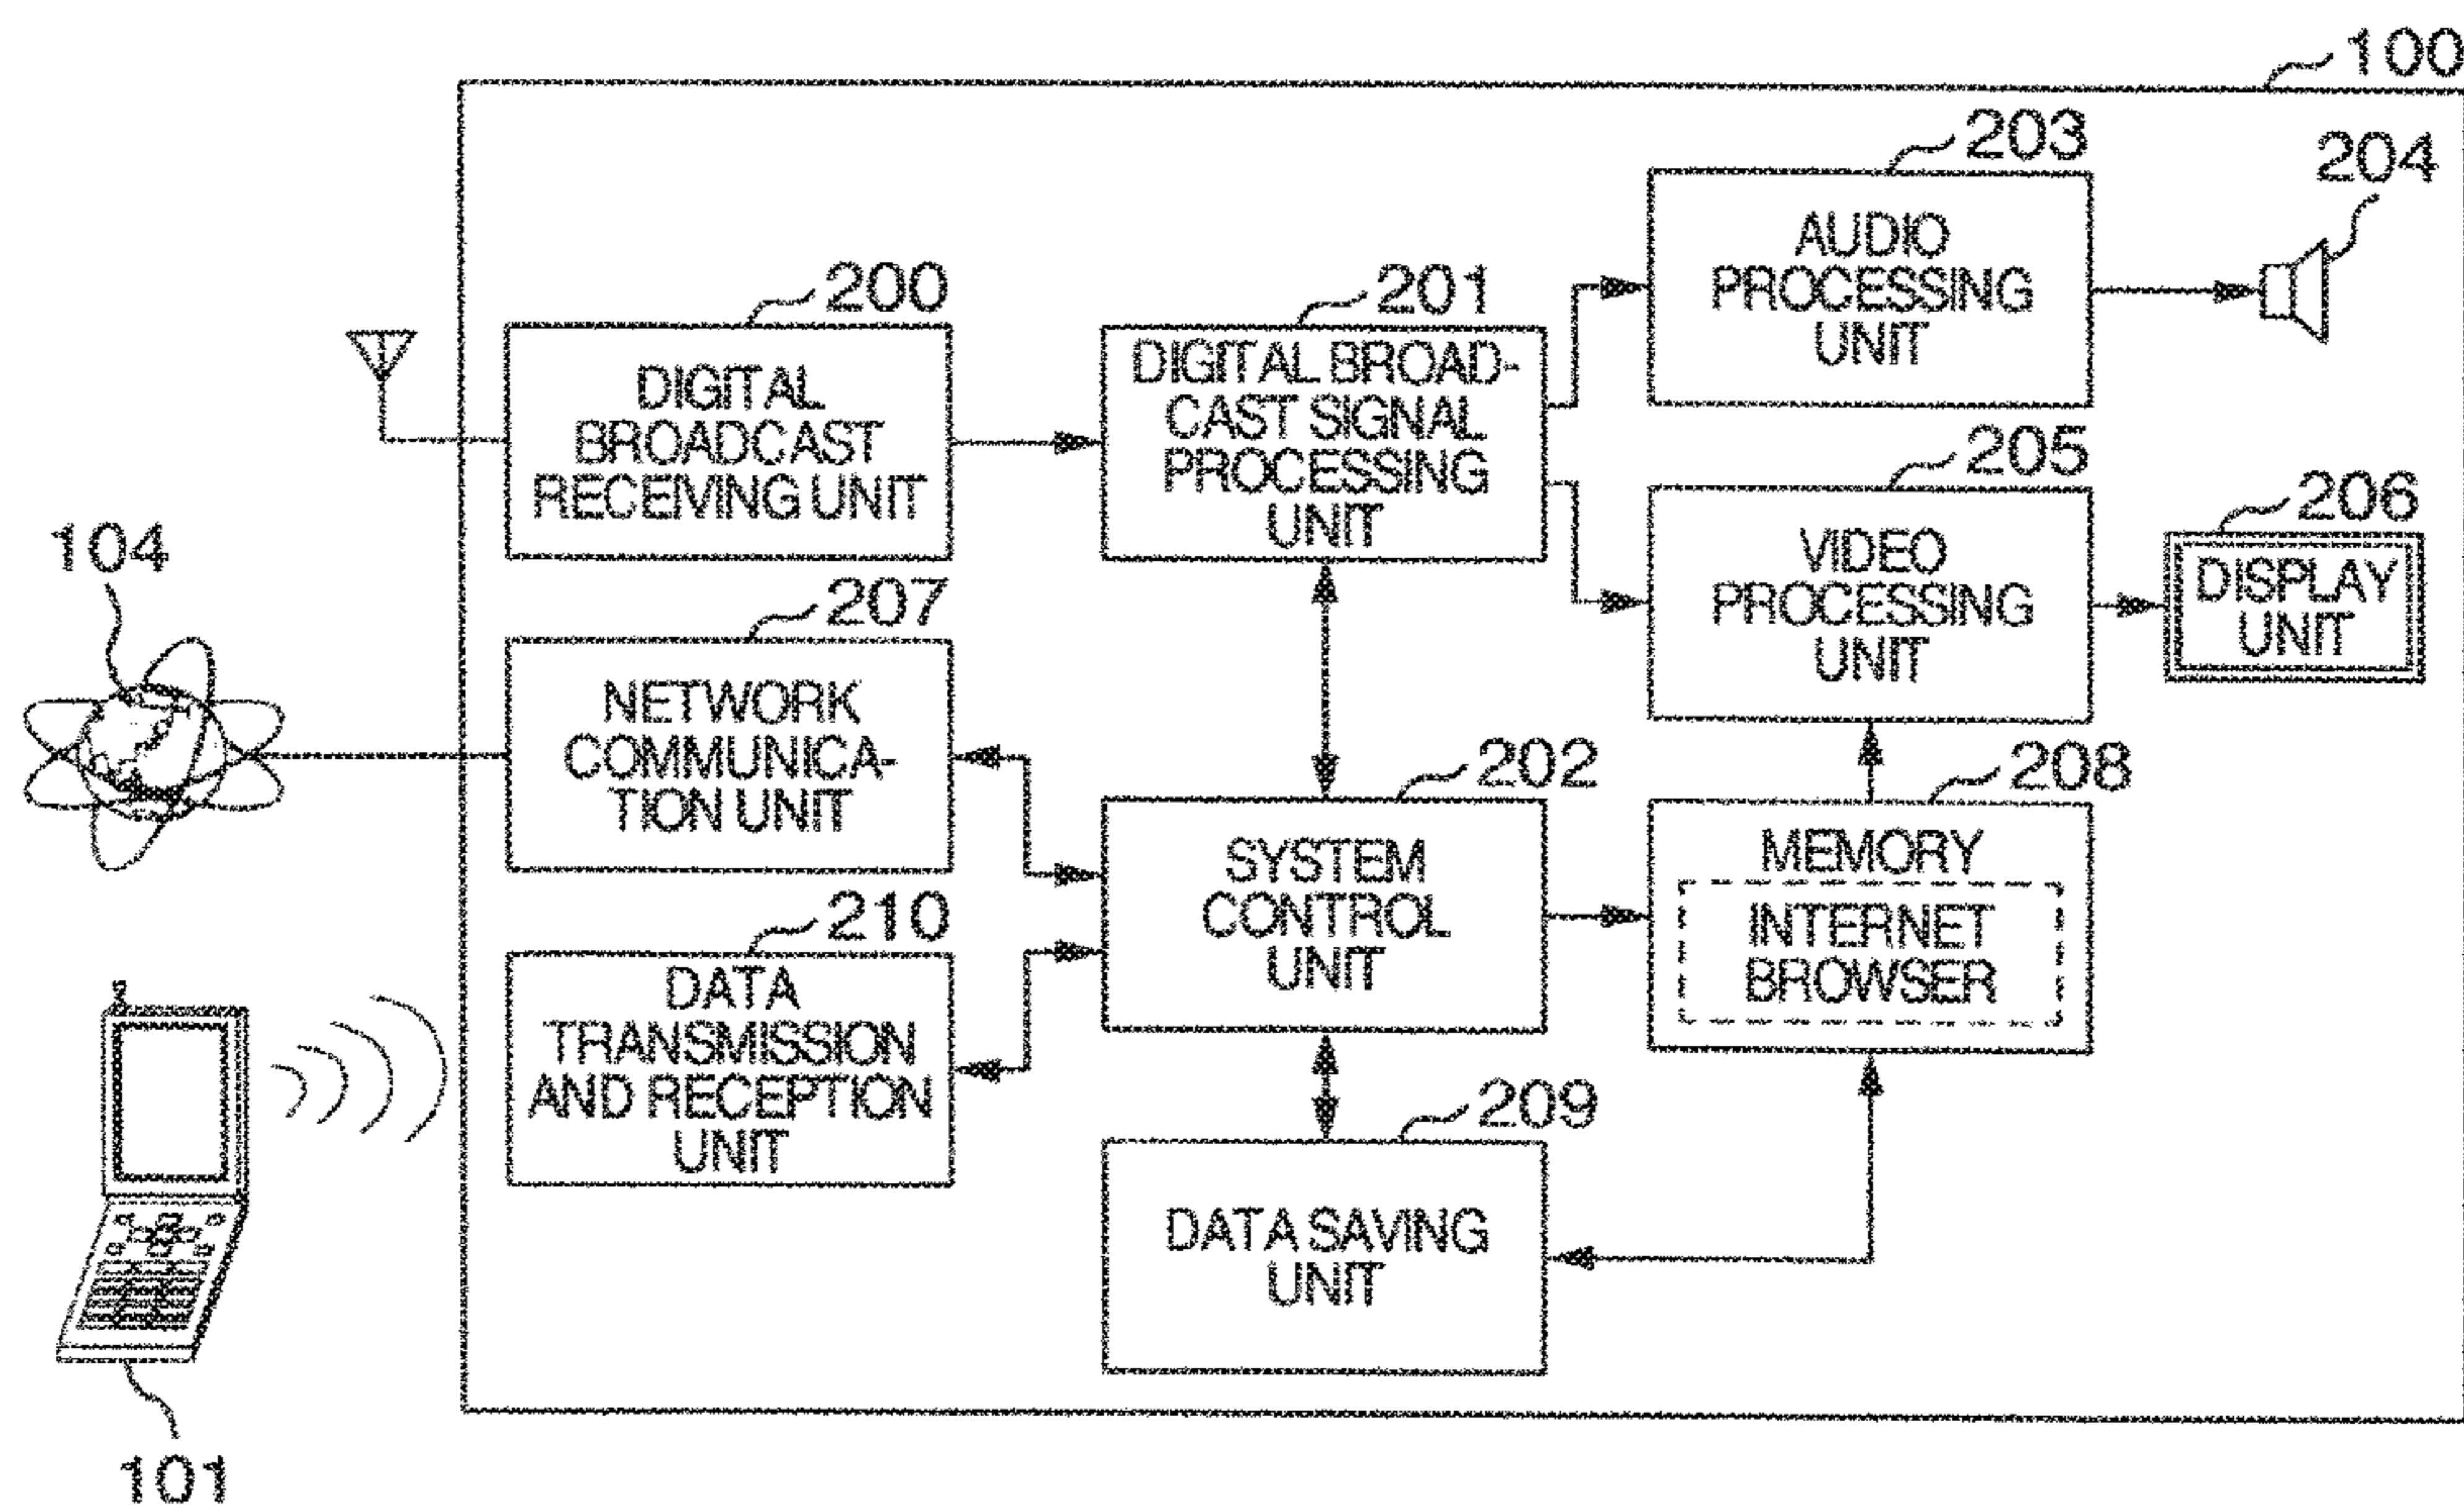 100
203
204
AUDIO
PROCESSING
UNIT
200
201
DIGITAL
BROADCAST
RECEIVING UNIT
DIGITAL BROAD-
CAST SIGNAL
PROCESSING
UNIT
205
206
VIDEO
PROCESSING
UNIT
DISPLAY
UNIT
104
207
NETWORK
COMMUNICA-
TION UNIT
202
208
SYSTEM
CONTROL
UNIT
MEMORY
INTERNET
BROWSER
210
DATA
TRANSMISSION
AND RECEPTION
UNIT
209
DATA SAVING
UNIT
101